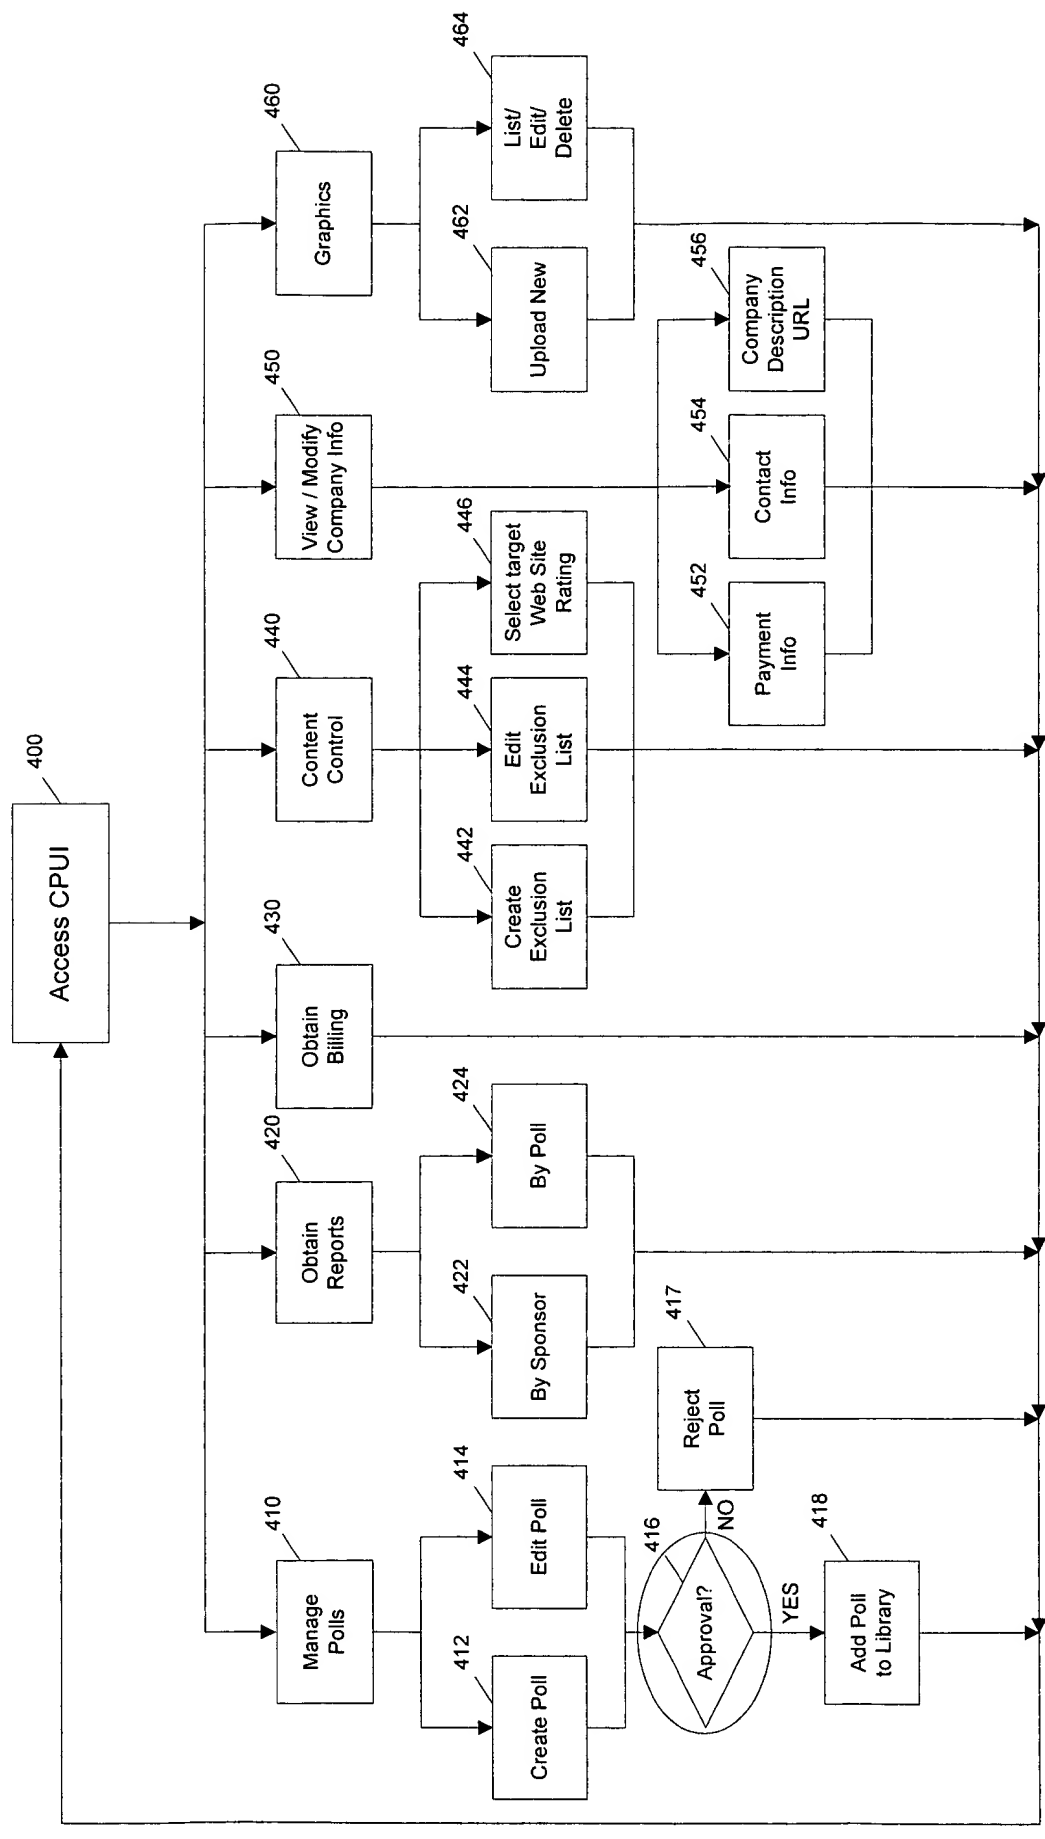 400
Access CPUI
410
Manage
Polls
412
Create Poll
414
Edit Poll
416
Approval?
NO
YES
417
Reject
Poll
418
Add Poll
to Library
420
Obtain
Reports
422
By Sponsor
424
By Poll
430
Obtain
Billing
440
Content
Control
442
Create
Exclusion
List
444
Edit
Exclusion
List
446
Select target
Web Site
Rating
450
View / Modify
Company Info
452
Payment
Info
454
Contact
Info
456
Company
Description
URL
460
Graphics
462
Upload New
464
List/
Edit/
Delete